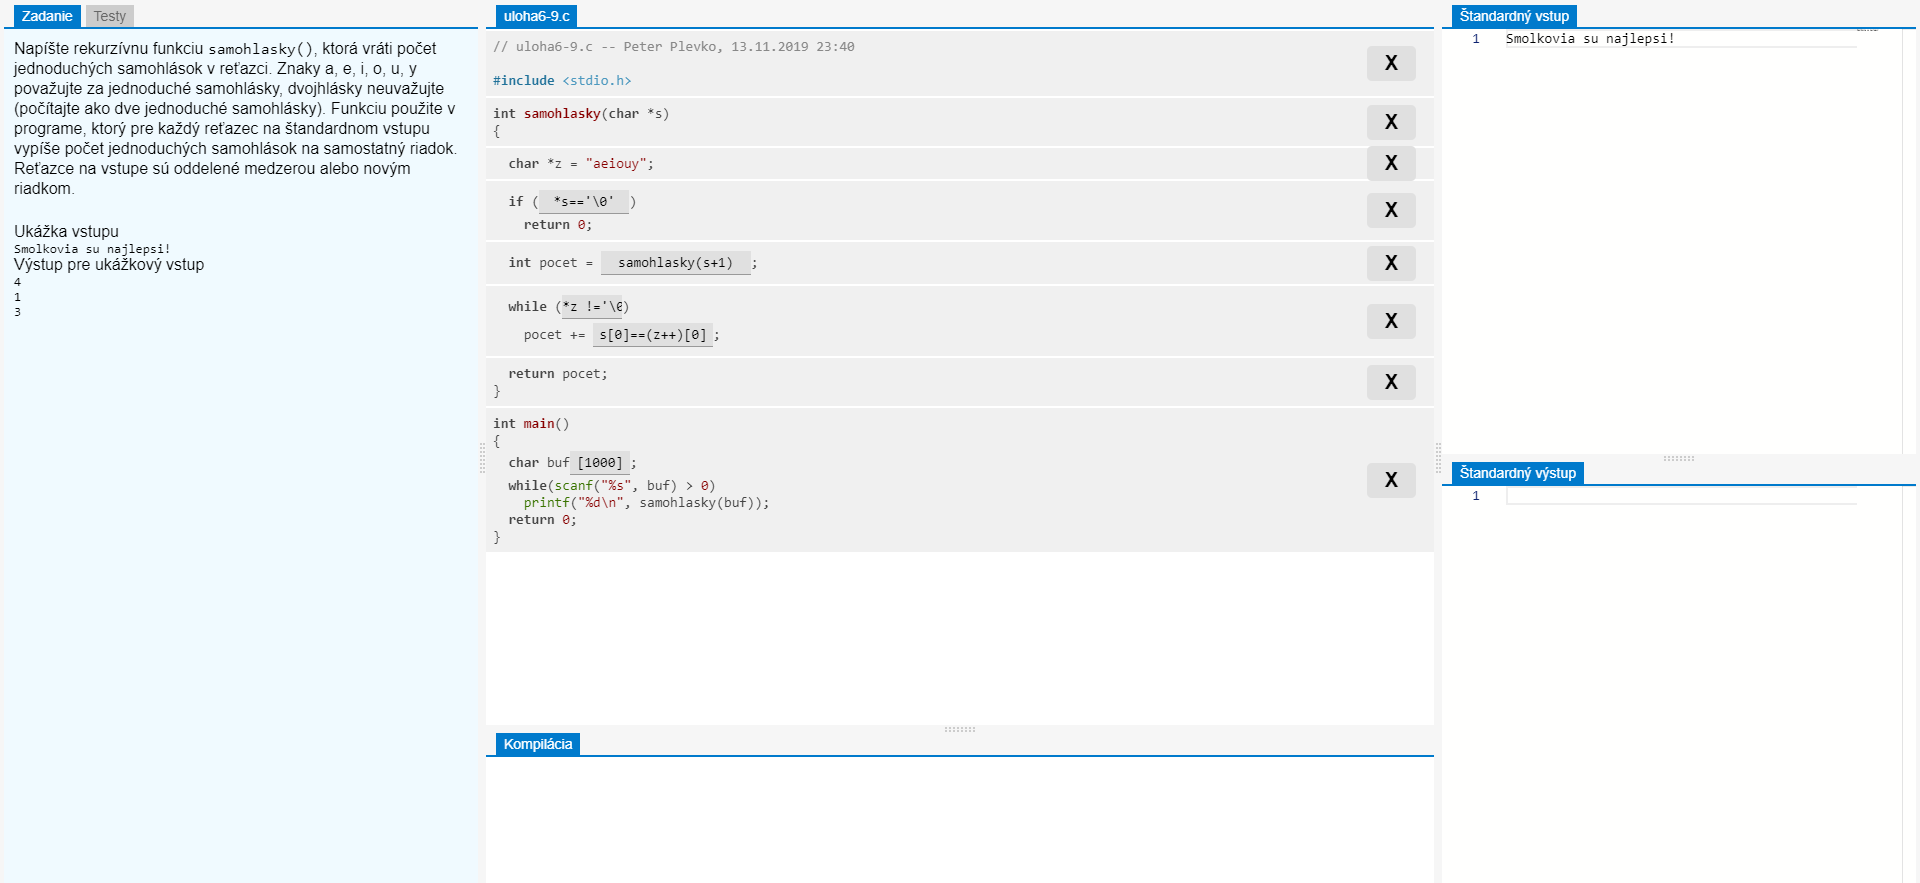 Zadanie
Testy
Napíšte rekurzívnu funkciu samohlasky(), ktorá vráti počet
jednoduchých samohlások v reťazci. Znaky a, e, i, o, u, y
považujte za jednoduché samohlásky, dvojhlásky neuvažujte
(počítajte ako dve jednoduché samohlásky). Funkciu použite v
programe, ktorý pre každý reťazec na štandardnom vstupu
vypíše počet jednoduchých samohlások na samostatný riadok.
Reťazce na vstupe sú oddelené medzerou alebo novým
riadkom.
Ukážka vstupu
Smolkovia su najlepsi!
Výstup pre ukážkový vstup
4
1
3
uloha6-9.c
// uloha6-9.c -- Peter Plevko, 13.11.2019 23:40
#include <stdio.h>
X
int samohlasky(char *s)
{
X
char *z = "aeiouy";
X
if ( *s=='\0' )
return 0;
X
int pocet = samohlasky(s+1) ;
X
while (*z !='\0)
pocet += s[0]==(z++)[0] ;
X
return pocet;
}
X
int main()
{
char buf [1000] ;
while(scanf("%s", buf) > 0)
printf("%d\n", samohlasky(buf));
return 0;
}
X
Kompilácia
Štandardný vstup
1 Smolkovia su najlepsi!
Štandardný výstup
1